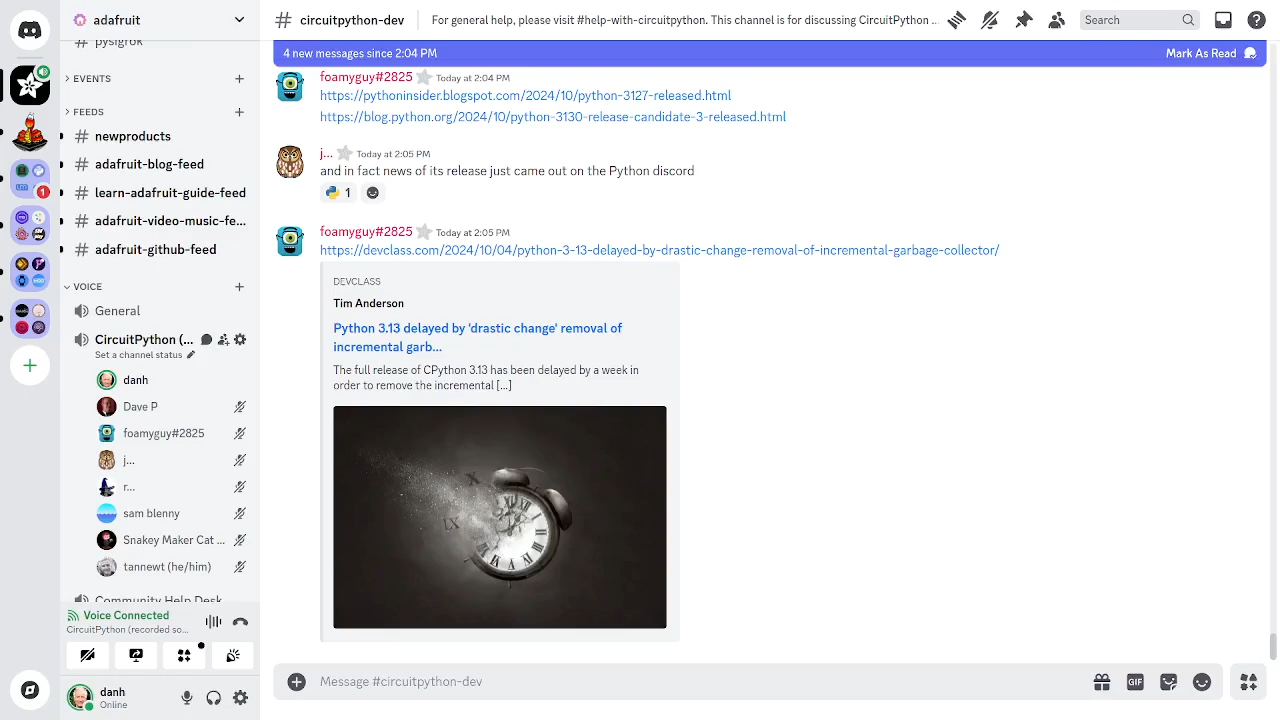 adafruit
pysigrok
EVENTS
FEEDS
newproducts
adafruit-blog-feed
learn-adafruit-guide-feed
adafruit-video-music-fe...
adafruit-github-feed
VOICE
General
CircuitPython (...
Set a channel status
danh
Dave P
foamyguy#2825
j...
r...
sam blenny
Snakey Maker Cat ...
tannewt (he/him)
Community Help Desk
Voice Connected
CircuitPython (recorded so...
danh
Online
1
# circuitpython-dev
For general help, please visit #help-with-circuitpython. This channel is for discussing CircuitPython ...
Search
4 new messages since 2:04 PM
Mark As Read
foamyguy#2825 Today at 2:04 PM
https://pythoninsider.blogspot.com/2024/10/python-3127-released.html
https://blog.python.org/2024/10/python-3130-release-candidate-3-released.html
j... Today at 2:05 PM
and in fact news of its release just came out on the Python discord
1
foamyguy#2825 Today at 2:05 PM
https://devclass.com/2024/10/04/python-3-13-delayed-by-drastic-change-removal-of-incremental-garbage-collector/
DEVCLASS
Tim Anderson
Python 3.13 delayed by 'drastic change' removal of
incremental garb...
The full release of CPython 3.13 has been delayed by a week in
order to remove the incremental [...]
Message #circuitpython-dev
GIF